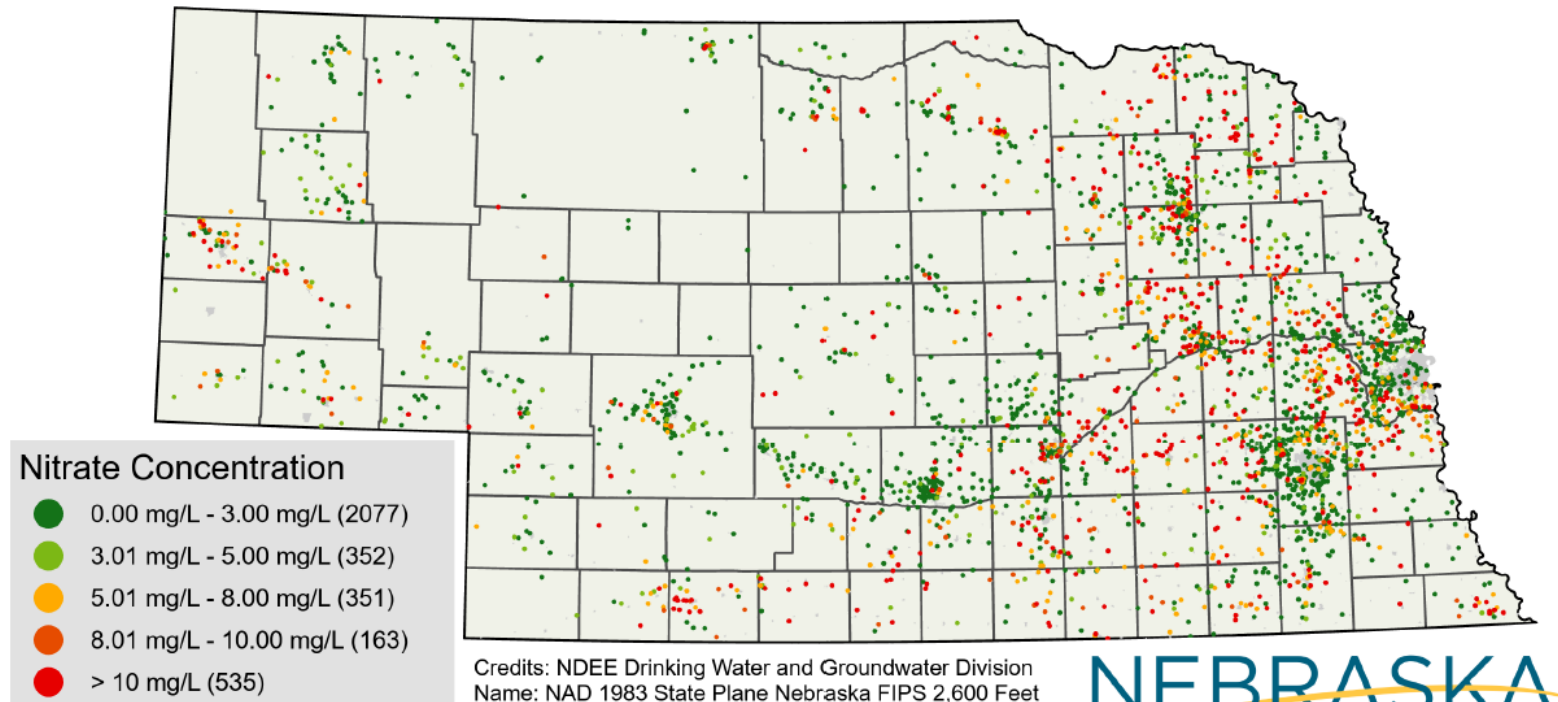 Nitrate Concentration
0.00 mg/L - 3.00 mg/L (2077)
3.01 mg/L - 5.00 mg/L (352)
5.01 mg/L - 8.00 mg/L (351)
8.01 mg/L - 10.00 mg/L (163)
> 10 mg/L (535)
Credits: NDEE Drinking Water and Groundwater Division
Name: NAD 1983 State Plane Nebraska FIPS 2,600 Feet
NEBRASKA